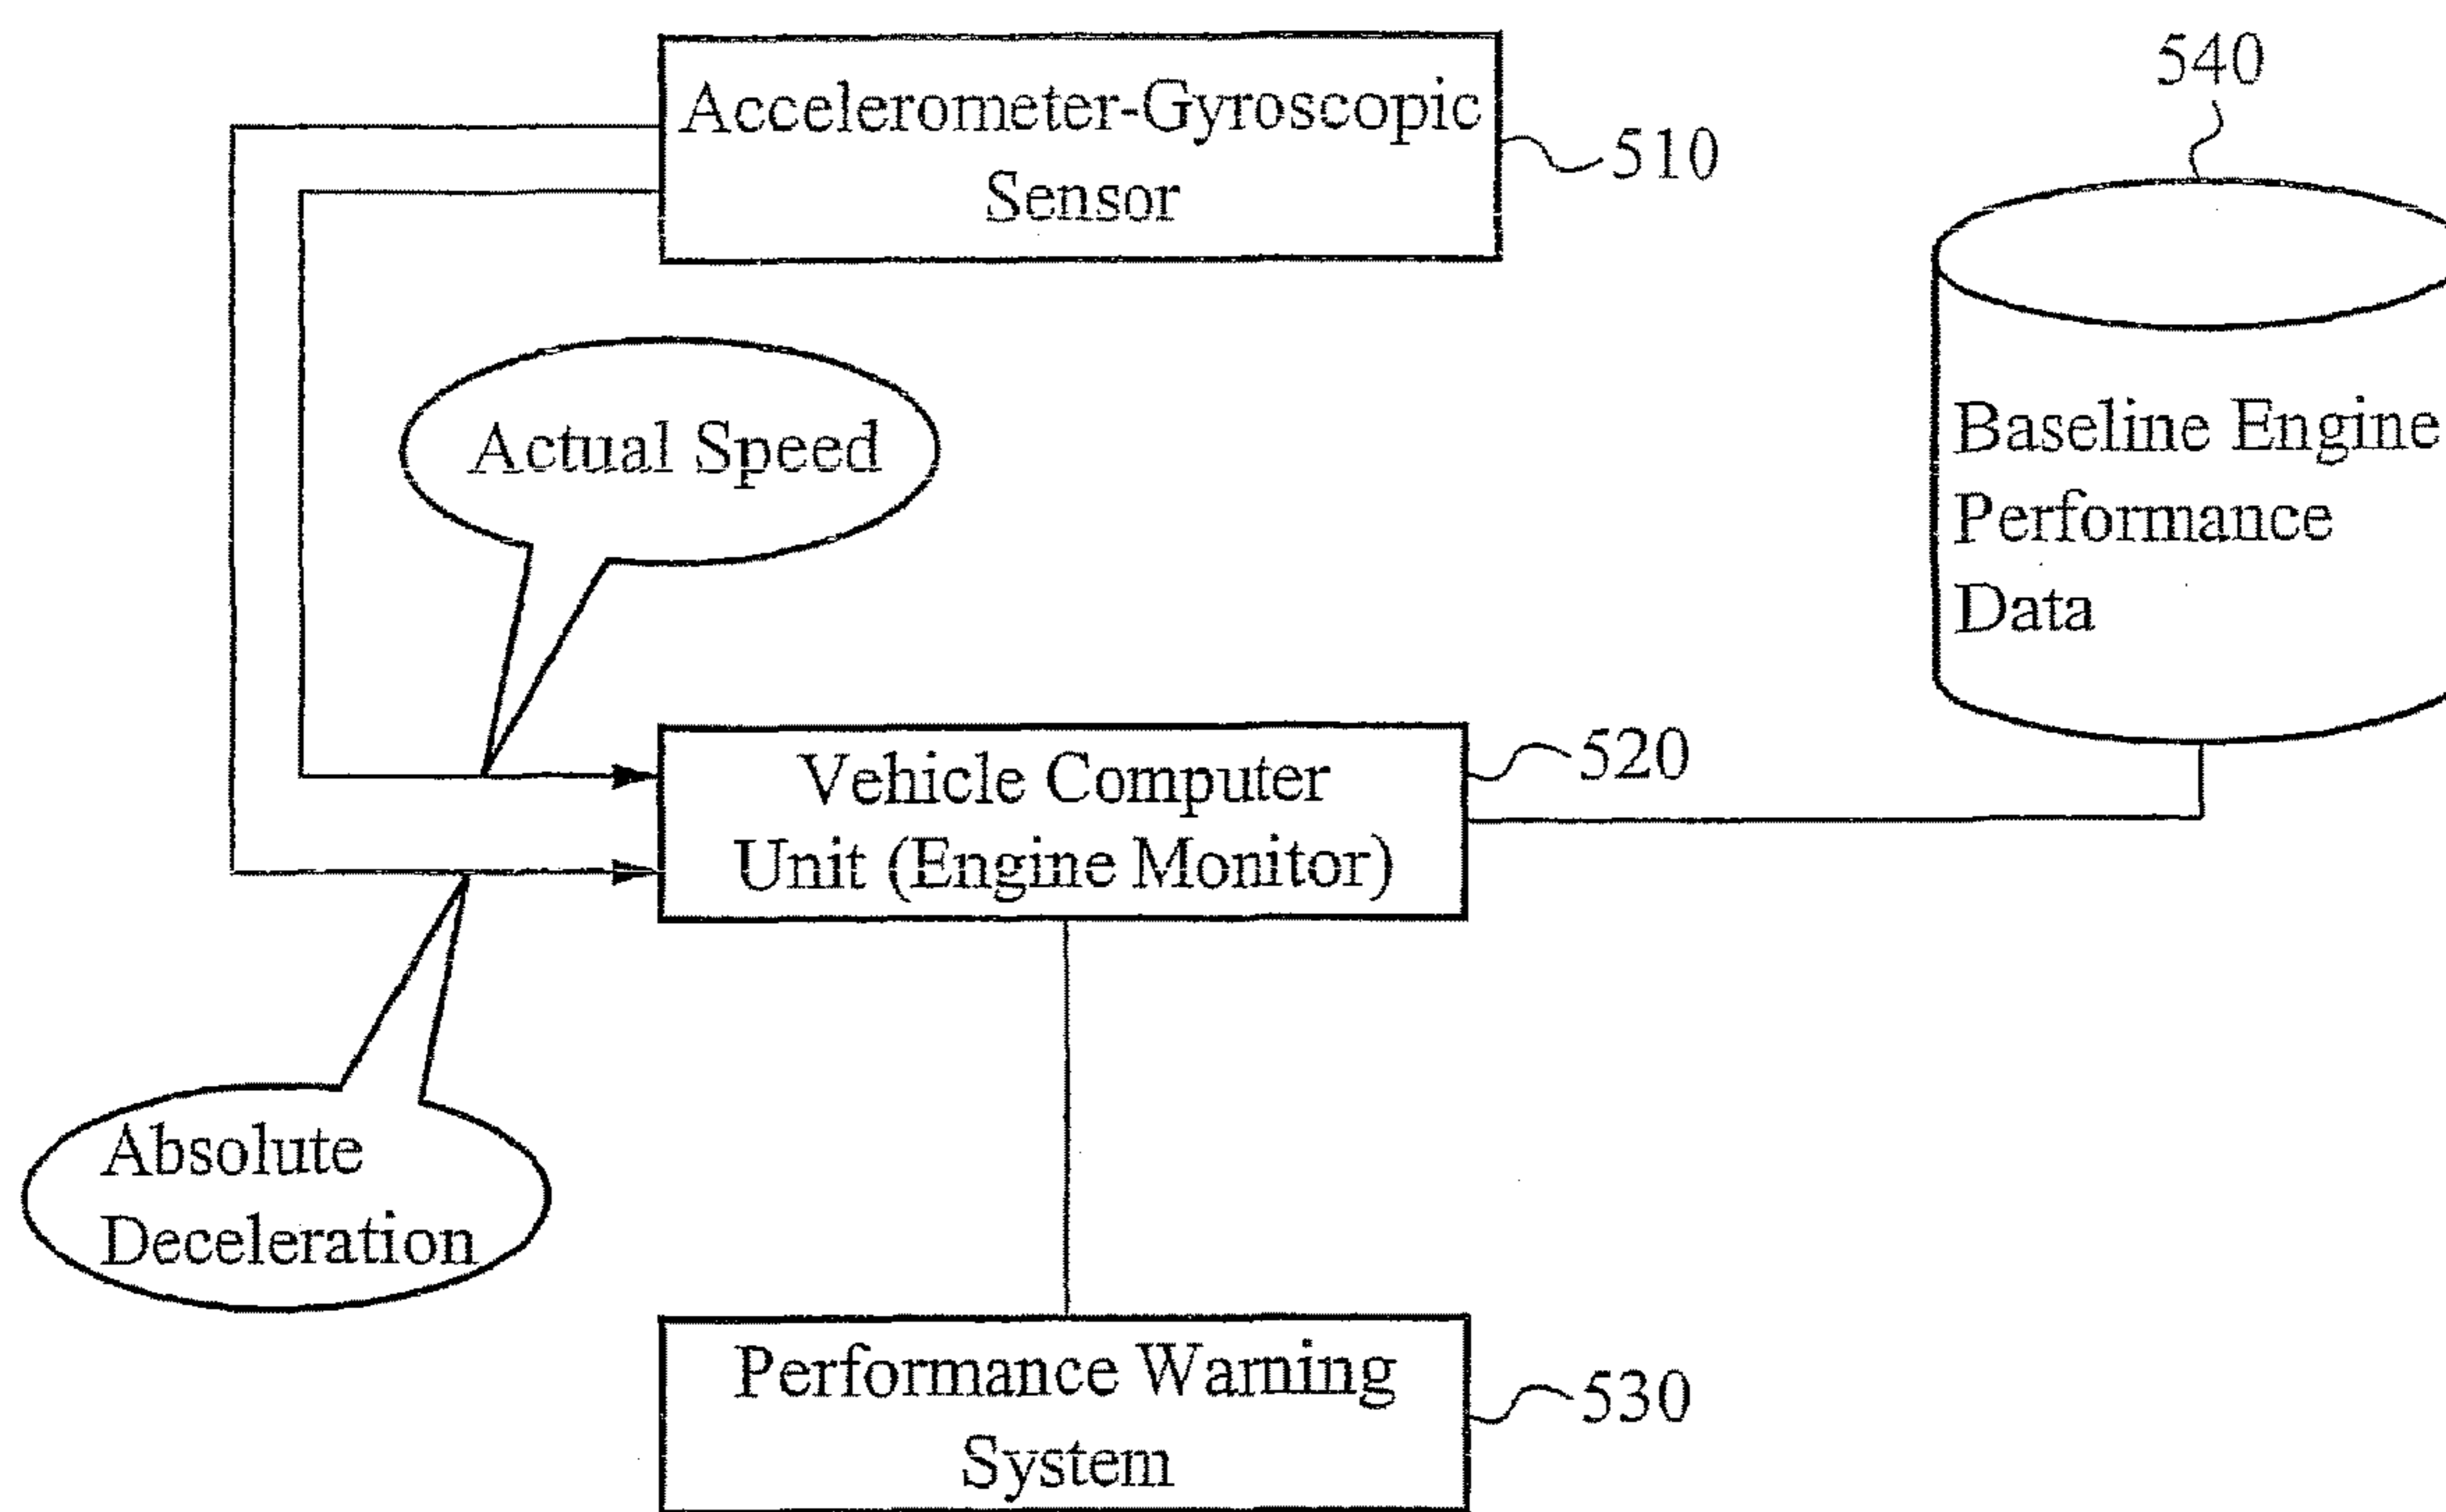 Accelerometer-Gyroscopic
Sensor
510
540
Actual Speed
Baseline Engine
Performance
Data
Vehicle Computer
Unit (Engine Monitor)
520
Absolute
Deceleration
Performance Warning
System
530